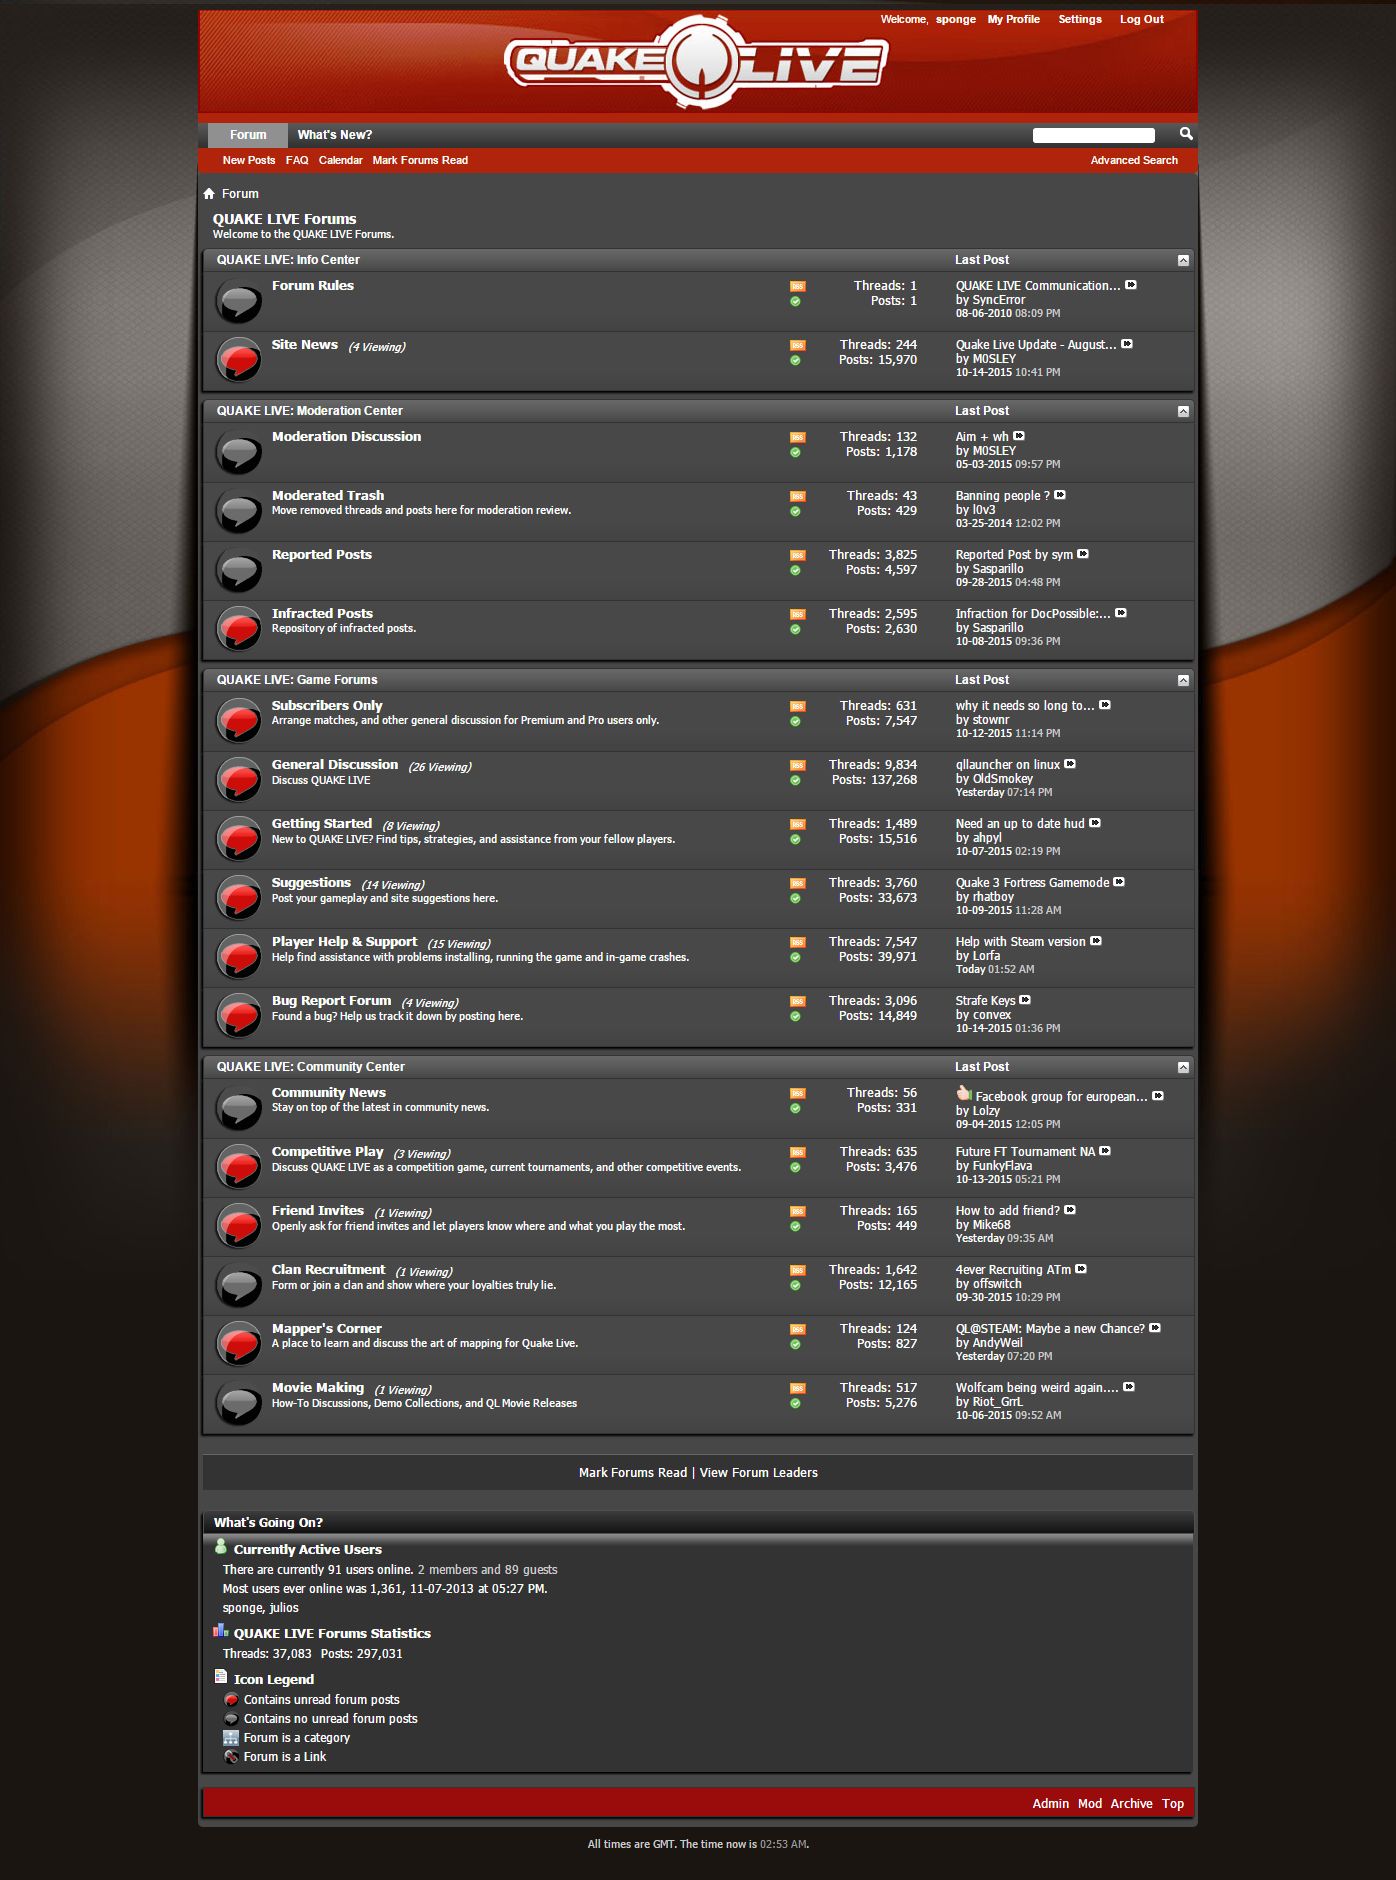 Welcome, sponge My Profile Settings Log Out
QUAKE LIVE
Forum What's New?
New Posts FAQ Calendar Mark Forums Read Advanced Search
Forum
QUAKE LIVE Forums
Welcome to the QUAKE LIVE Forums.
QUAKE LIVE: Info Center Last Post
Forum Rules RSS Threads: 1 QUAKE LIVE Communication...
Posts: 1 by SyncError
08-06-2010 08:09 PM
Site News (4 Viewing) RSS Threads: 244 Quake Live Update - August...
Posts: 15,970 by M0SLEY
10-14-2015 10:41 PM
QUAKE LIVE: Moderation Center Last Post
Moderation Discussion RSS Threads: 132 Aim + wh
Posts: 1,178 by M0SLEY
05-03-2015 09:57 PM
Moderated Trash RSS Threads: 43 Banning people ?
Move removed threads and posts here for moderation review. Posts: 429 by l0v3
03-25-2014 12:02 PM
Reported Posts RSS Threads: 3,825 Reported Post by sym
Posts: 4,597 by Sasparillo
09-28-2015 04:48 PM
Infracted Posts RSS Threads: 2,595 Infraction for DocPossible:...
Repository of infracted posts. Posts: 2,630 by Sasparillo
10-08-2015 09:36 PM
QUAKE LIVE: Game Forums Last Post
Subscribers Only RSS Threads: 631 why it needs so long to...
Arrange matches, and other general discussion for Premium and Pro users only. Posts: 7,547 by stownr
10-12-2015 11:14 PM
General Discussion (26 Viewing) RSS Threads: 9,834 qllauncher on linux
Discuss QUAKE LIVE Posts: 137,268 by OldSmokey
Yesterday 07:14 PM
Getting Started (8 Viewing) RSS Threads: 1,489 Need an up to date hud
New to QUAKE LIVE? Find tips, strategies, and assistance from your fellow players. Posts: 15,516 by ahpyl
10-07-2015 02:19 PM
Suggestions (14 Viewing) RSS Threads: 3,760 Quake 3 Fortress Gamemode
Post your gameplay and site suggestions here. Posts: 33,673 by rhatboy
10-09-2015 11:28 AM
Player Help & Support (15 Viewing) RSS Threads: 7,547 Help with Steam version
Help find assistance with problems installing, running the game and in-game crashes. Posts: 39,971 by Lorfa
Today 01:52 AM
Bug Report Forum (4 Viewing) RSS Threads: 3,096 Strafe Keys
Found a bug? Help us track it down by posting here. Posts: 14,849 by convex
10-14-2015 01:36 PM
QUAKE LIVE: Community Center Last Post
Community News RSS Threads: 56 Facebook group for european...
Stay on top of the latest in community news. Posts: 331 by Lolzy
09-04-2015 12:05 PM
Competitive Play (3 Viewing) RSS Threads: 635 Future FT Tournament NA
Discuss QUAKE LIVE as a competition game, current tournaments, and other competitive events. Posts: 3,476 by FunkyFlava
10-13-2015 05:21 PM
Friend Invites (1 Viewing) RSS Threads: 165 How to add friend?
Openly ask for friend invites and let players know where and what you play the most. Posts: 449 by Mike68
Yesterday 09:35 AM
Clan Recruitment (1 Viewing) RSS Threads: 1,642 4ever Recruiting ATm
Form or join a clan and show where your loyalties truly lie. Posts: 12,165 by offswitch
09-30-2015 10:29 PM
Mapper's Corner RSS Threads: 124 QL@STEAM: Maybe a new Chance?
A place to learn and discuss the art of mapping for Quake Live. Posts: 827 by AndyWeil
Yesterday 07:20 PM
Movie Making (1 Viewing) RSS Threads: 517 Wolfcam being weird again....
How-To Discussions, Demo Collections, and QL Movie Releases Posts: 5,276 by Riot_GrrL
10-06-2015 09:52 AM
Mark Forums Read | View Forum Leaders
What's Going On?
Currently Active Users
There are currently 91 users online. 2 members and 89 guests
Most users ever online was 1,361, 11-07-2013 at 05:27 PM.
sponge, julios
QUAKE LIVE Forums Statistics
Threads: 37,083 Posts: 297,031
Icon Legend
Contains unread forum posts
Contains no unread forum posts
Forum is a category
Forum is a Link
Admin Mod Archive Top
All times are GMT. The time now is 02:53 AM.